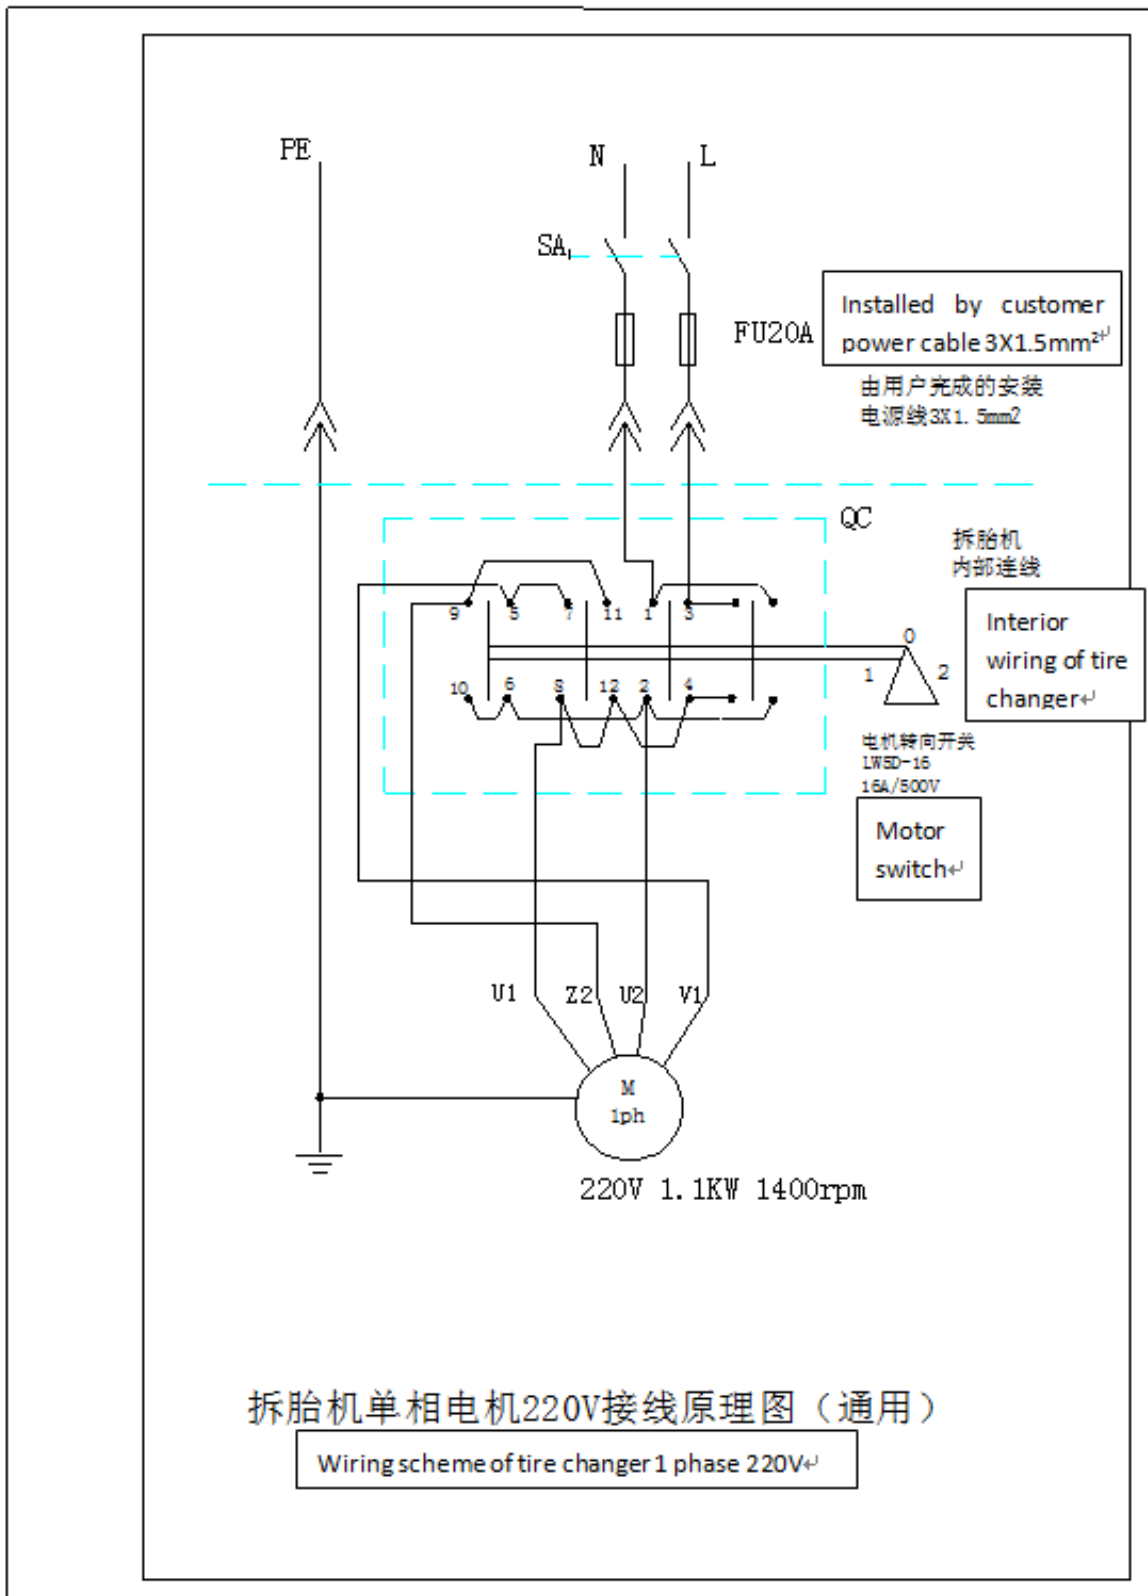 PE
N
L
SA
FU20A
Installed by customer
power cable 3X1.5mm²↵
由用户完成的安装
电源线3X1.5mm2
QC
拆胎机
内部连线
Interior
wiring of tire
changer↵
9 5 7 11 1 3
10 6 8 12 2 4
0
1 2
电机转向开关
LW5D-16
16A/500V
Motor
switch↵
U1 Z2 U2 V1
M
1ph
220V 1.1KW 1400rpm
拆胎机单相电机220V接线原理图（通用）
Wiring scheme of tire changer 1 phase 220V↵